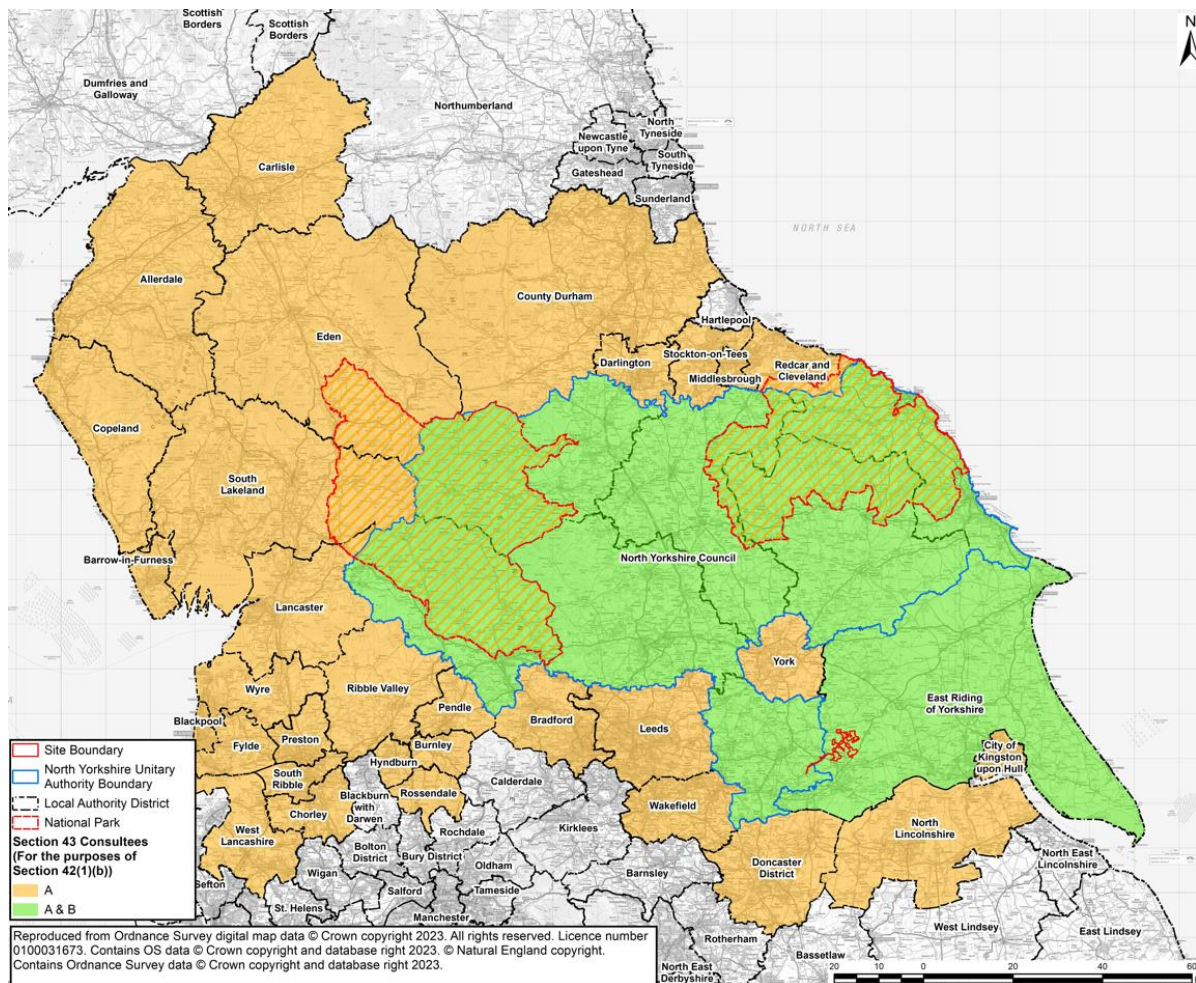 Scottish
Borders
Scottish
Borders
N
Dumfries and
Galloway
Northumberland
North
Tyneside
Newcastle
upon Tyne
South
Tyneside
Gateshead
Carlisle
Sunderland
NORTH SEA
Allerdale
County Durham
Hartlepool
Eden
Stockton-on-Tees
Darlington
Redcar and
Cleveland
Middlesbrough
Copeland
South
Lakeland
Barrow-in-Furness
North Yorkshire Council
Lancaster
York
Wyre
Ribble Valley
East Riding
of Yorkshire
Pendle
Blackpool
Bradford
Leeds
Fylde
Preston
Burnley
City of
Kingston
upon Hull
Hyndburn
South
Ribble
Calderdale
Blackburn
with
Darwen
Rossendale
Wakefield
Chorley
North
Lincolnshire
West
Lancashire
Rochdale
Kirklees
Bolton
District
Bury District
Doncaster
District
North East
Lincolnshire
Wigan
Oldham
Barnsley
Sefton
Salford
Tameside
St. Helens
Manchester
West Lindsey
East Lindsey
Rotherham
Bassetlaw
North East
Derbyshire
Site Boundary
North Yorkshire Unitary
Authority Boundary
Local Authority District
National Park
Section 43 Consultees
(For the purposes of
Section 42(1)(b))
A
A & B
Reproduced from Ordnance Survey digital map data © Crown copyright 2023. All rights reserved. Licence number
0100031673. Contains OS data © Crown copyright and database right 2023. © Natural England copyright.
Contains Ordnance Survey data © Crown copyright and database right 2023.
20 10 0 20 40 60